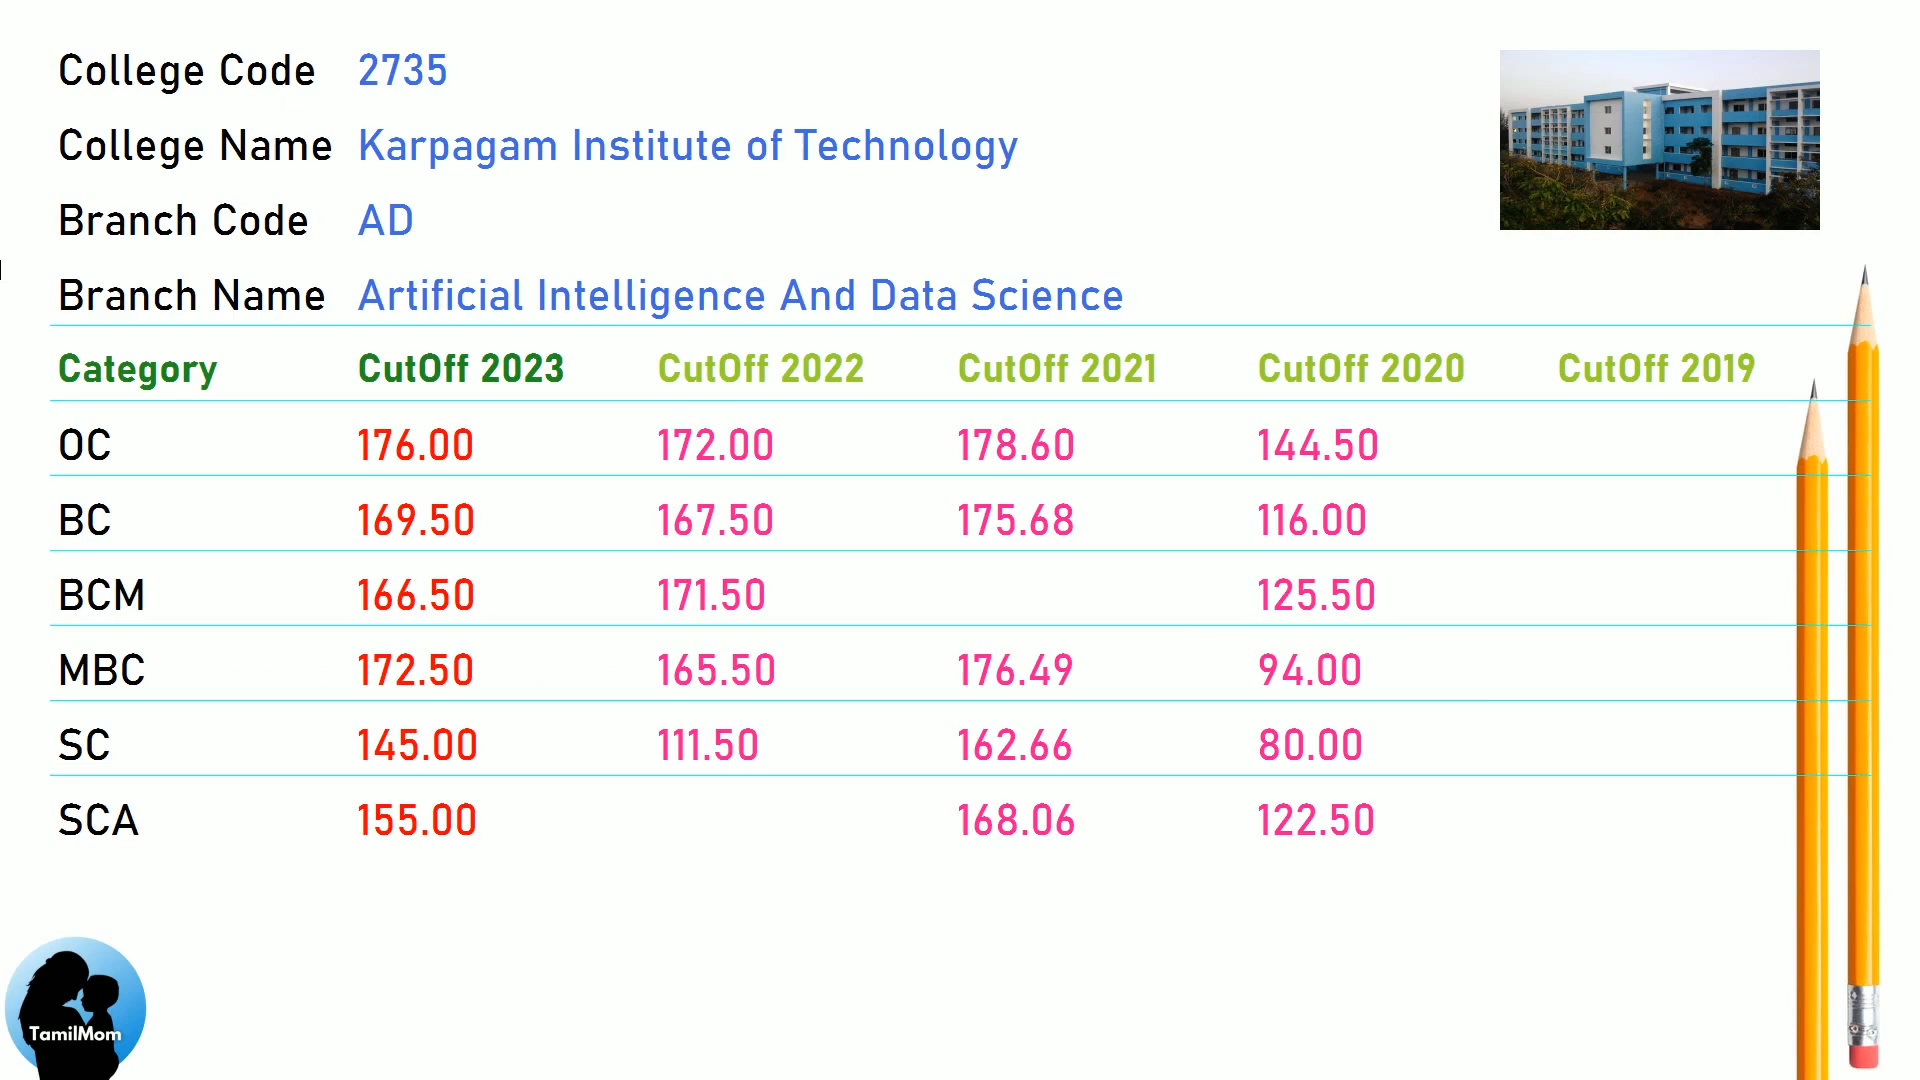 College Code 2735
College Name Karpagam Institute of Technology
Branch Code AD
Branch Name Artificial Intelligence And Data Science
Category CutOff 2023 CutOff 2022 CutOff 2021 CutOff 2020 CutOff 2019
OC 176.00 172.00 178.60 144.50
BC 169.50 167.50 175.68 116.00
BCM 166.50 171.50 125.50
MBC 172.50 165.50 176.49 94.00
SC 145.00 111.50 162.66 80.00
SCA 155.00 168.06 122.50
TamilMom